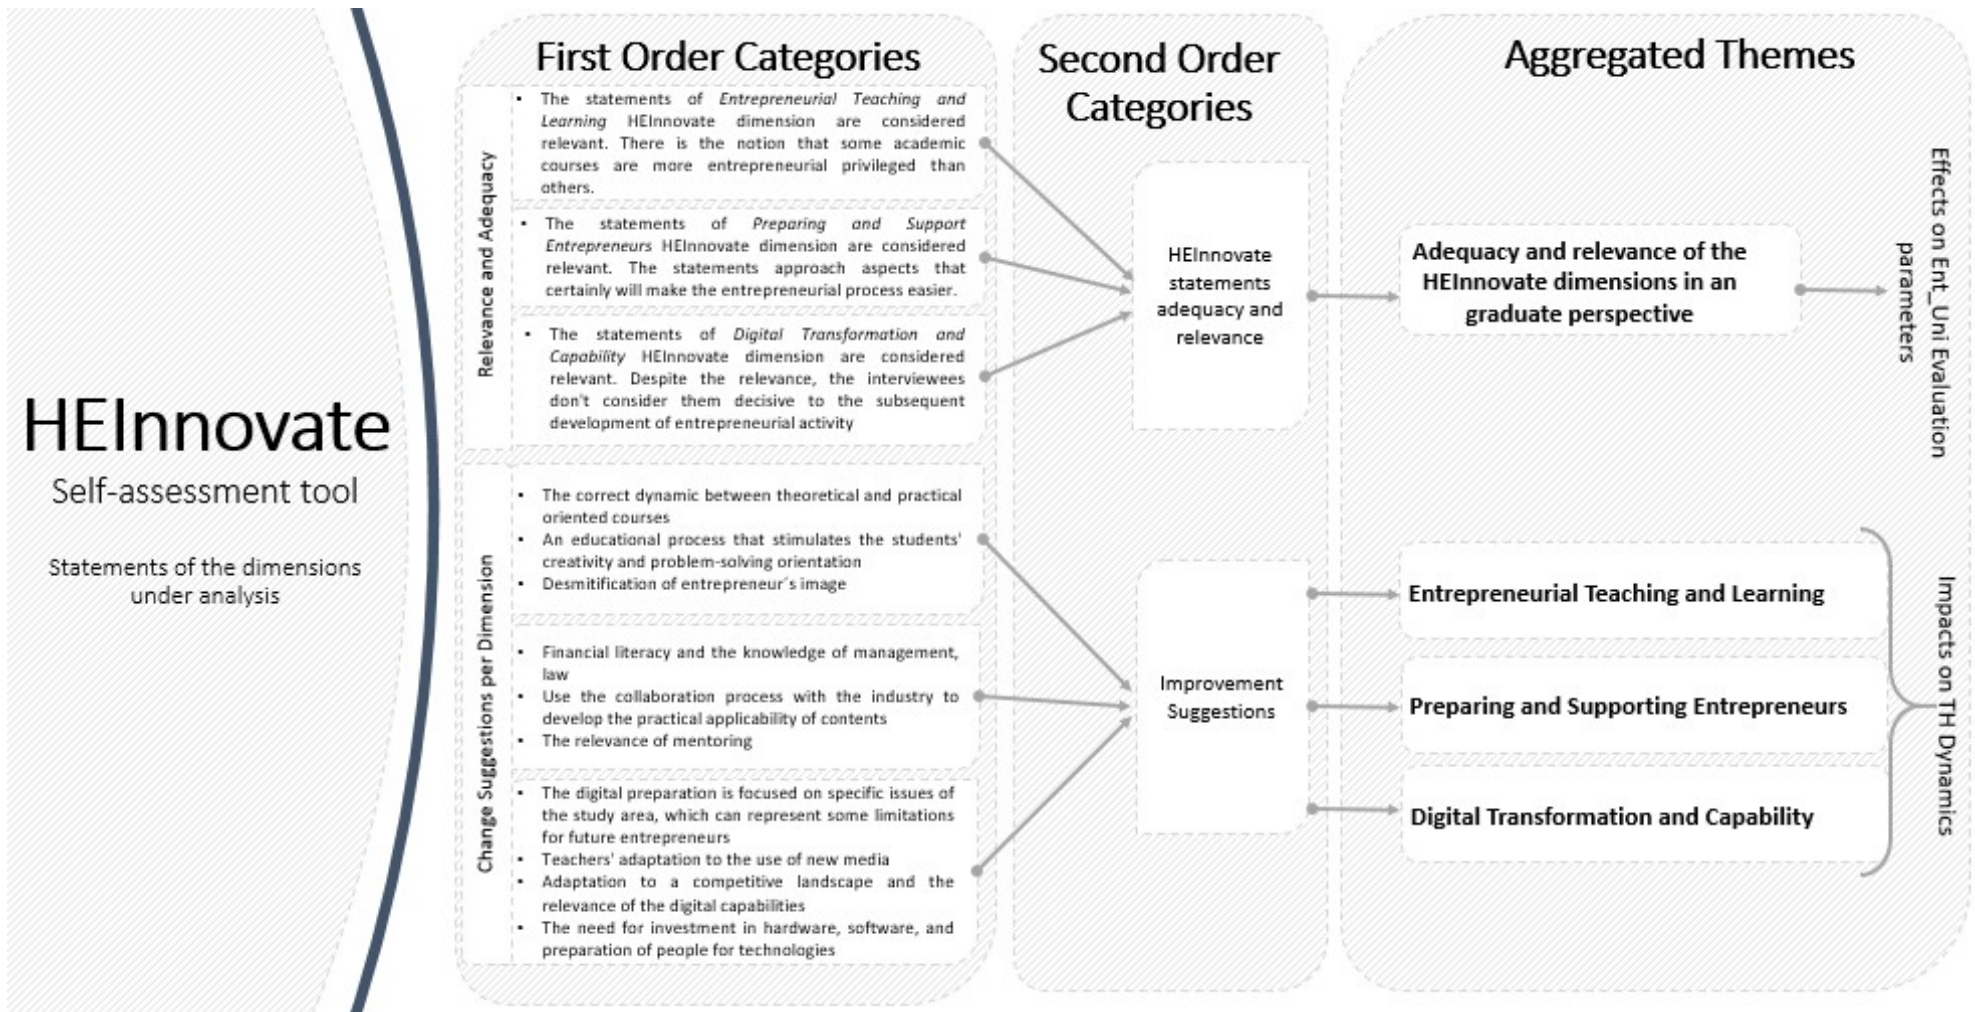 HEInnovate
Self-assessment tool
Statements of the dimensions
under analysis
First Order Categories
Relevance and Adequacy
• The statements of Entrepreneurial Teaching and
Learning HEInnovate dimension are considered
relevant. There is the notion that some academic
courses are more entrepreneurial privileged than
others.
• The statements of Preparing and Support
Entrepreneurs HEInnovate dimension are considered
relevant. The statements approach aspects that
certainly will make the entrepreneurial process easier.
• The statements of Digital Transformation and
Capability HEInnovate dimension are considered
relevant. Despite the relevance, the interviewees
don't consider them decisive to the subsequent
development of entrepreneurial activity
Change Suggestions per Dimension
• The correct dynamic between theoretical and practical
oriented courses
• An educational process that stimulates the students'
creativity and problem-solving orientation
• Desmitification of entrepreneur´s image
• Financial literacy and the knowledge of management,
law
• Use the collaboration process with the industry to
develop the practical applicability of contents
• The relevance of mentoring
• The digital preparation is focused on specific issues of
the study area, which can represent some limitations
for future entrepreneurs
• Teachers' adaptation to the use of new media
• Adaptation to a competitive landscape and the
relevance of the digital capabilities
• The need for investment in hardware, software, and
preparation of people for technologies
Second Order
Categories
HEInnovate
statements
adequacy and
relevance
Improvement
Suggestions
Aggregated Themes
Adequacy and relevance of the
HEInnovate dimensions in an
graduate perspective
Effects on Ent_Uni Evaluation
parameters
Entrepreneurial Teaching and Learning
Preparing and Supporting Entrepreneurs
Digital Transformation and Capability
Impacts on TH Dynamics